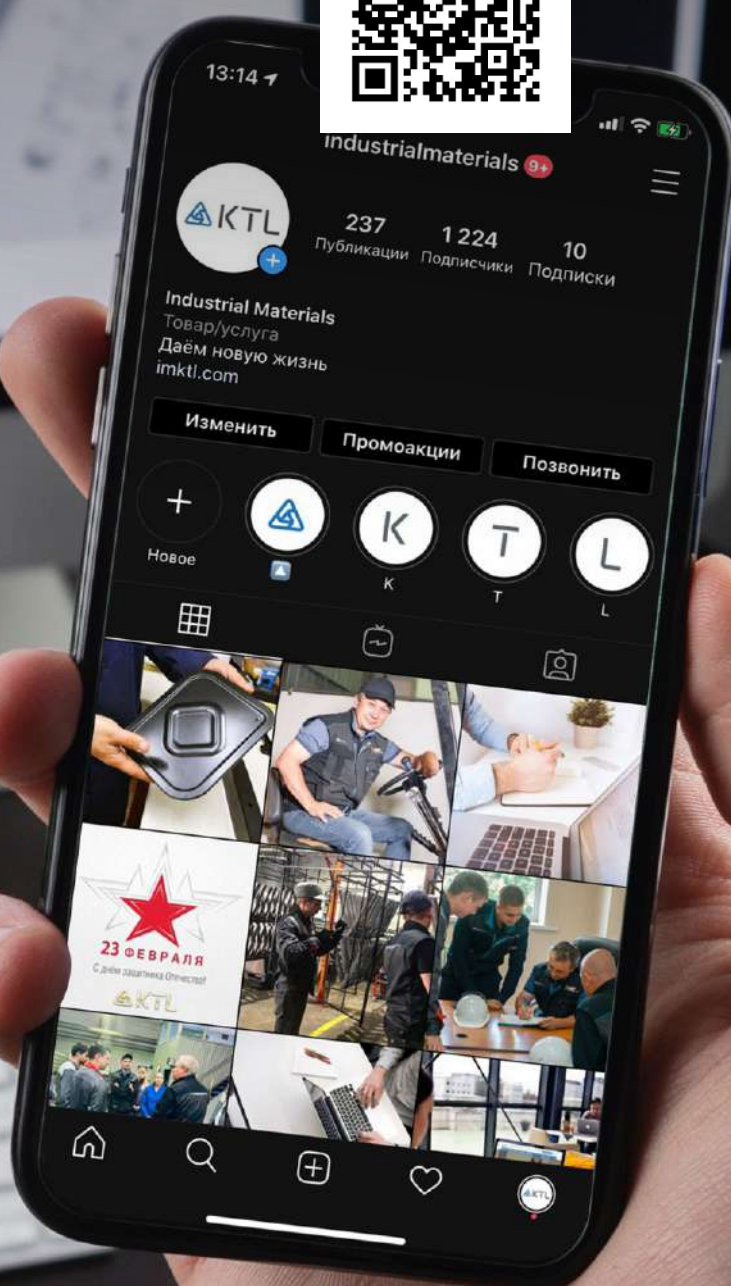 13:14
industrialmaterials 9+
KTL
237
Публикации
1 224
Подписчики
10
Подписки
Industrial Materials
Товар/услуга
Даём новую жизнь
imktl.com
Изменить
Промоакции
Позвонить
K
T
L
Новое
K
T
L
23 ФЕВРАЛЯ
С днём защитника Отечества!
KTL
KTL